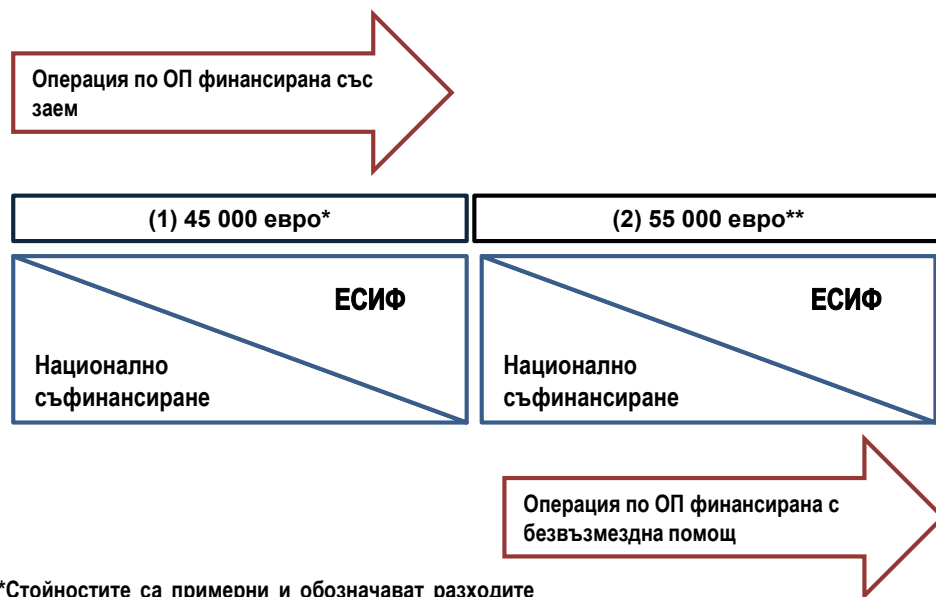 Операция по ОП финансирана със
заем
(1) 45 000 евро*
(2) 55 000 евро**
ЕСИФ
Национално
съфинансиране
ЕСИФ
Национално
съфинансиране
Операция по ОП финансирана с
безвъзмездна помощ
*Стойностите са примерни и обозначават разходите